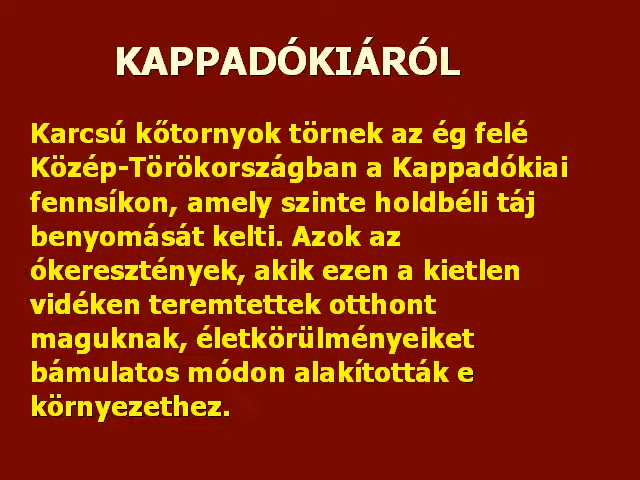 KAPPADÓKIÁRÓL
Karcsú kőtornyok törnek az ég felé
Közép-Törökországban a Kappadókiai
fennsíkon, amely szinte holdbéli táj
benyomását kelti. Azok az
ókeresztények, akik ezen a kietlen
vidéken teremtettek otthont
maguknak, életkörülményeiket
bámulatos módon alakították e
környezethez.